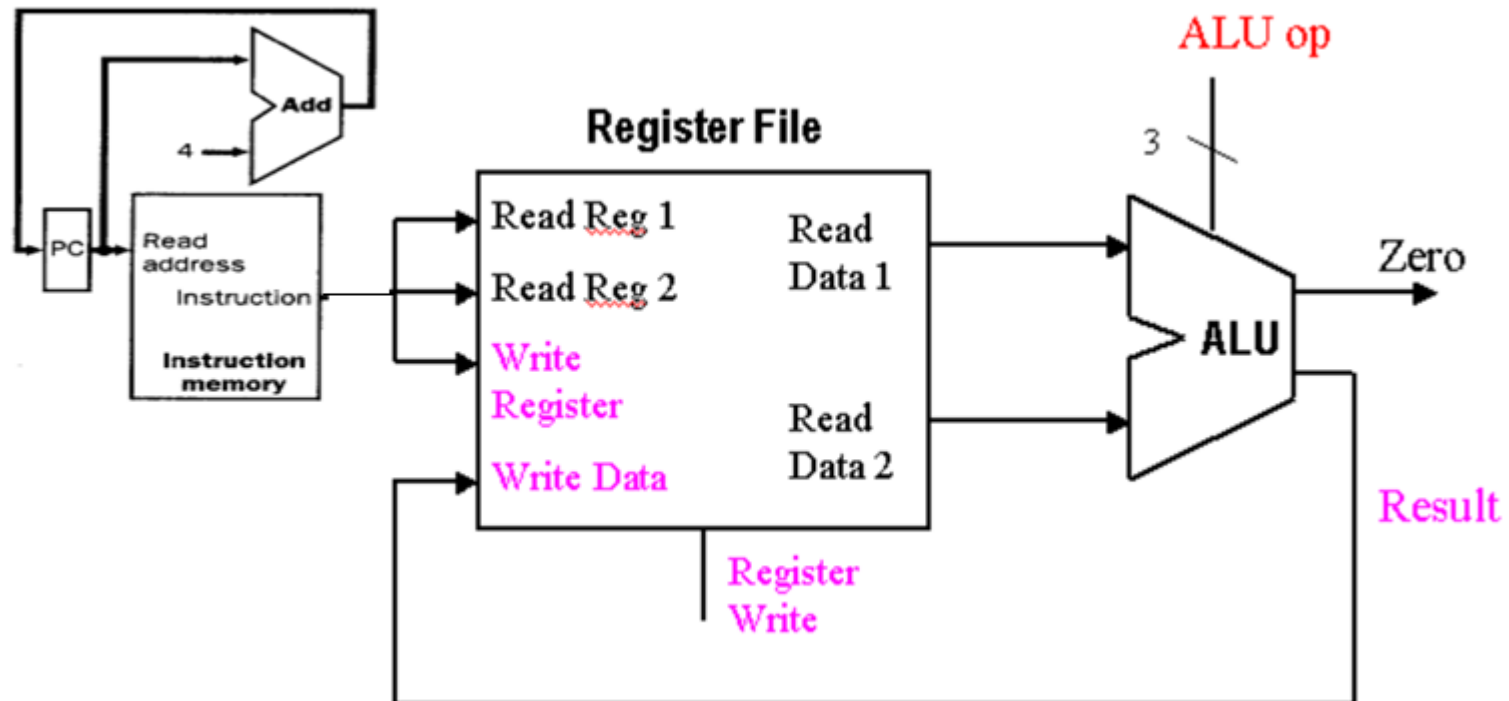 ALU op
Add
Register File
3
4
Read Reg 1
Read
Data 1
PC
Read
address
Zero
Read Reg 2
Instruction
ALU
Instruction
memory
Write
Register
Read
Data 2
Write Data
Result
Register
Write